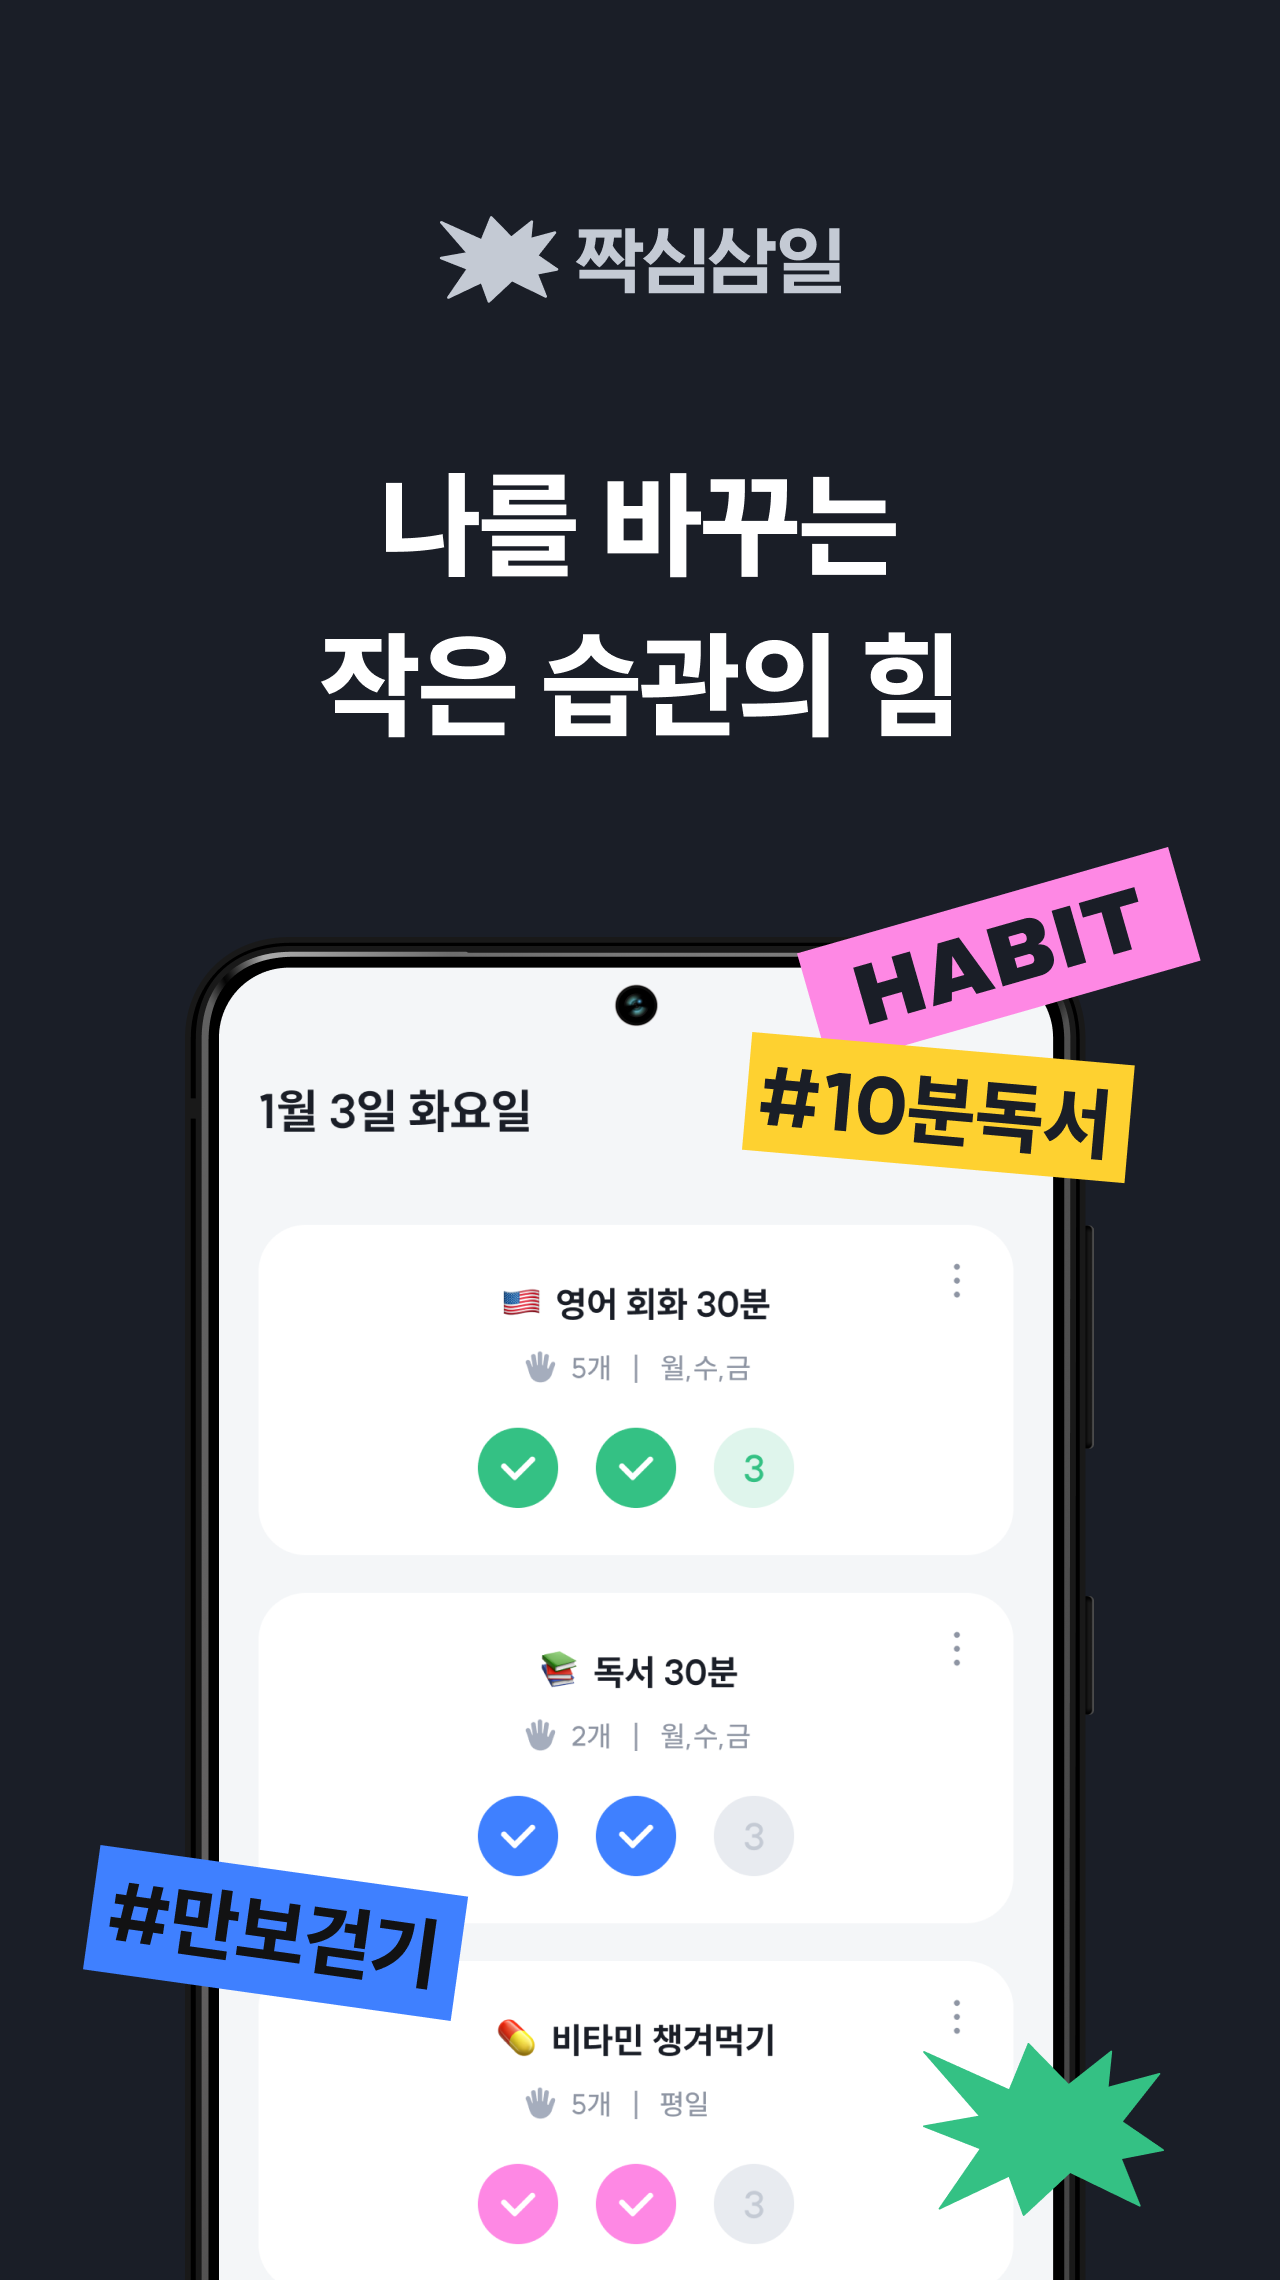 짝심삼일
나를 바꾸는
작은 습관의 힘
HABIT
#10분독서
1월 3일 화요일
영어 회화 30분
5개 | 월,수,금
3
독서 30분
2개 | 월,수,금
3
#만보걷기
비타민 챙겨먹기
5개 | 평일
3